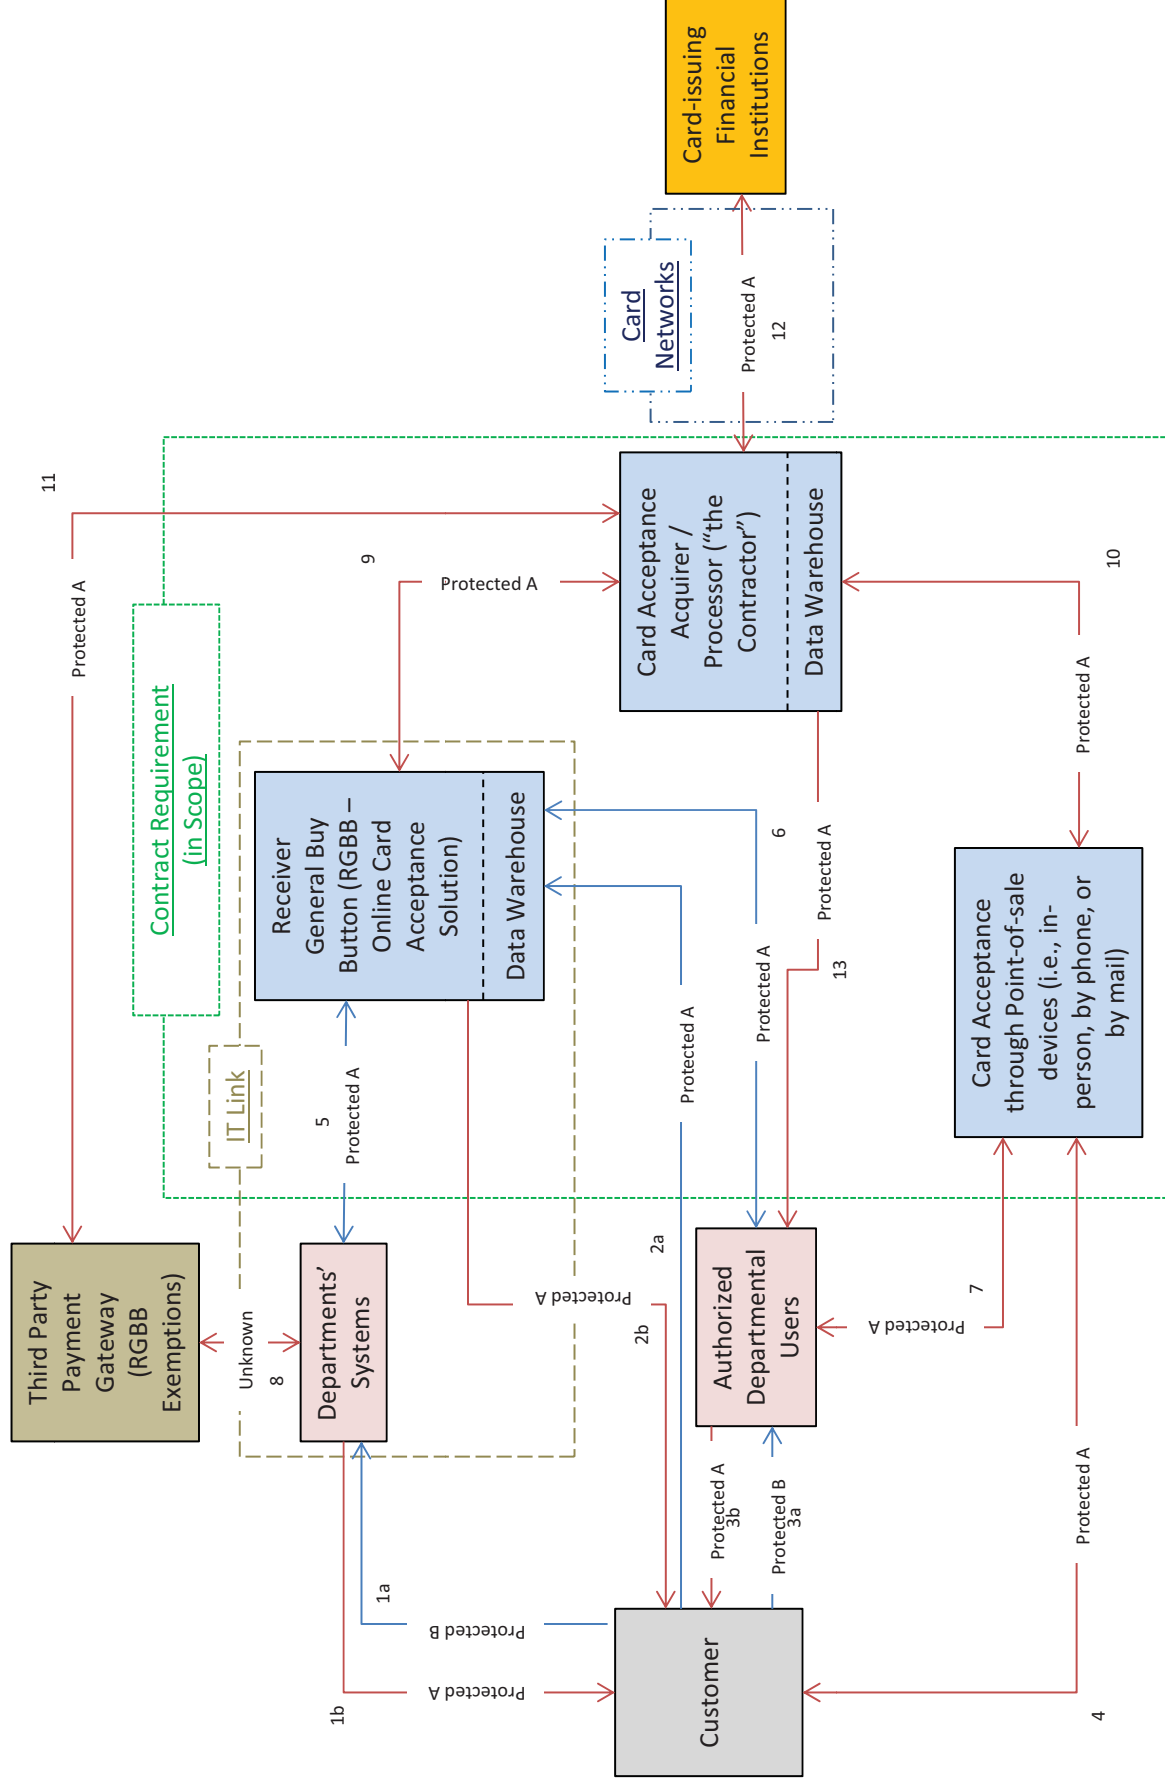 Third Party
Payment
Gateway
(RGBB
Exemptions)
Protected A
11
Contract Requirement
(in Scope)
IT Link
Unknown
8
Departments’
Systems
5
Protected A
Receiver
General Buy
Button (RGBB –
Online Card
Acceptance
Solution)
Data Warehouse
9
Protected A
Card Acceptance
Acquirer /
Processor (“the
Contractor”)
Data Warehouse
Card
Networks
Protected A
12
Card-issuing
Financial
Institutions
1b
Protected A
1a
Protected B
Protected A
2b
2a
Protected A
Customer
Protected A
3b
Protected B
3a
Authorized
Departmental
Users
Protected A
6
Protected A
13
Protected A
7
Card Acceptance
through Point-of-sale
devices (i.e., in-
person, by phone, or
by mail)
Protected A
10
Protected A
4